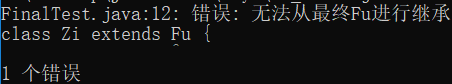 FinalTest.java:12: 错误: 无法从最终Fu进行继承
class Zi extends Fu {
^
1 个错误